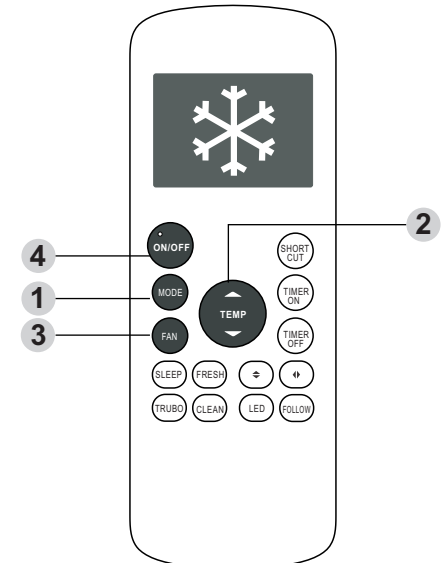 ON/OFF
SHORT
CUT
2
4
1
MODE
TEMP
TIMER
ON
3
FAN
TIMER
OFF
SLEEP
FRESH
TRUBO
CLEAN
LED
FOLLOW